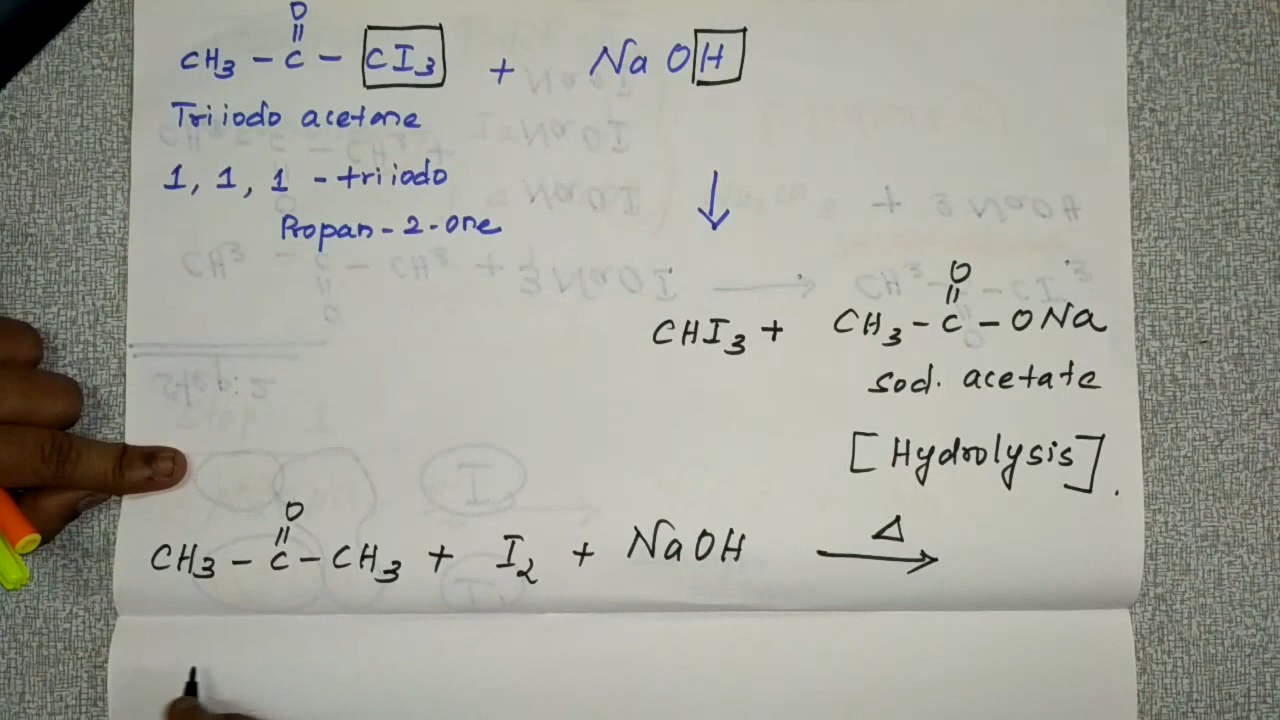 O
CH₃ - C - CI₃ + NaOH
Triiodo acetone
1, 1, 1 - triiodo
Propan-2-one
↓
O
CHI₃ + CH₃ - C - ONa
sod. acetate
[Hydrolysis].
O
CH₃ - C - CH₃ + I₂ + NaOH →Δ